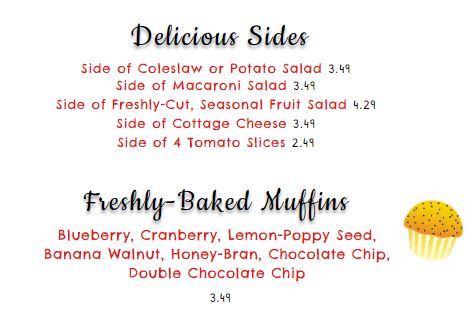 Delicious Sides
Side of Coleslaw or Potato Salad 3.49
Side of Macaroni Salad 3.49
Side of Freshly-Cut, Seasonal Fruit Salad 4.29
Side of Cottage Cheese 3.49
Side of 4 Tomato Slices 2.49
Freshly-Baked Muffins
Blueberry, Cranberry, Lemon-Poppy Seed,
Banana Walnut, Honey-Bran, Chocolate Chip,
Double Chocolate Chip
3.49